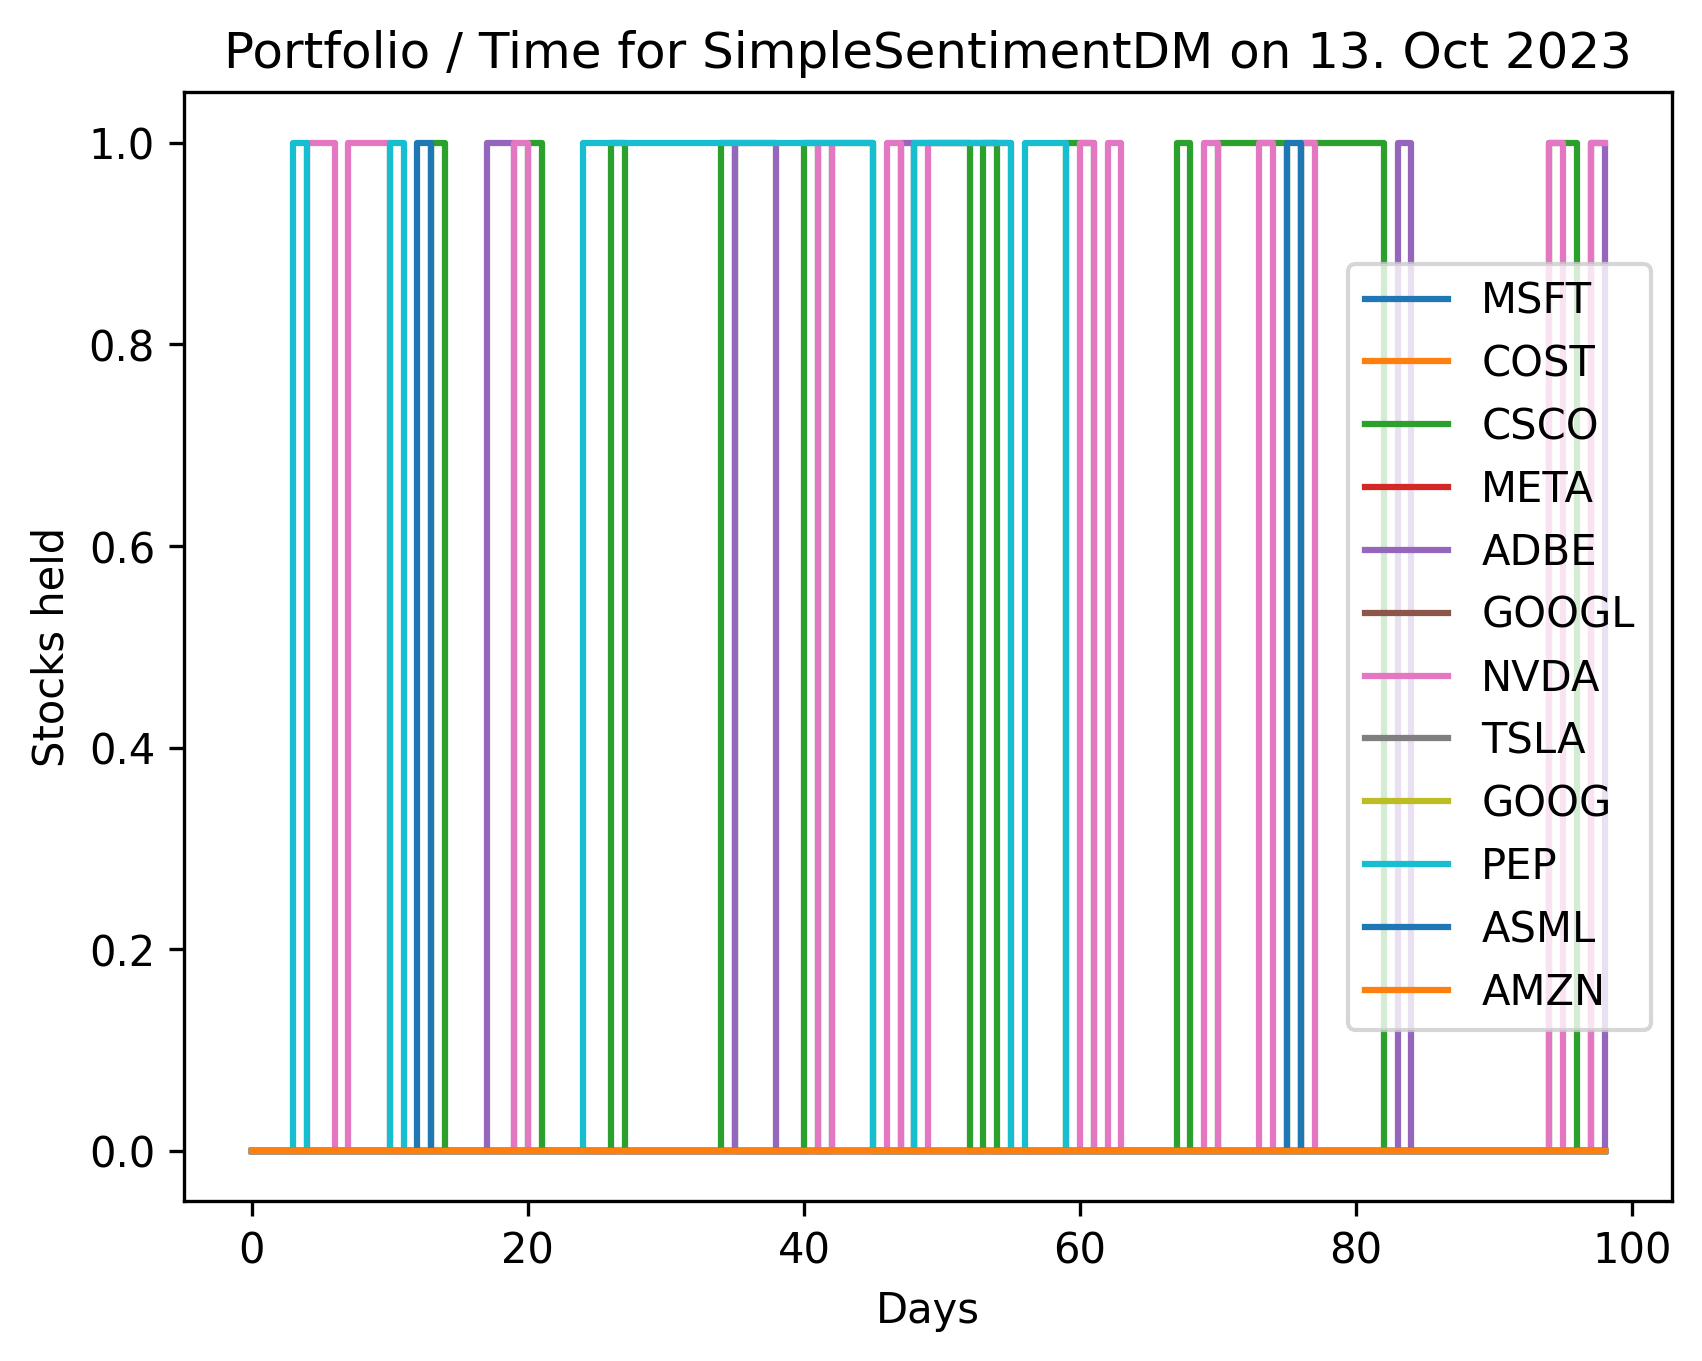 Portfolio / Time for SimpleSentimentDM on 13. Oct 2023
1.0
0.8
0.6
0.4
0.2
0.0
Stocks held
MSFT
COST
CSCO
META
ADBE
GOOGL
NVDA
TSLA
GOOG
PEP
ASML
AMZN
0 20 40 60 80 100
Days